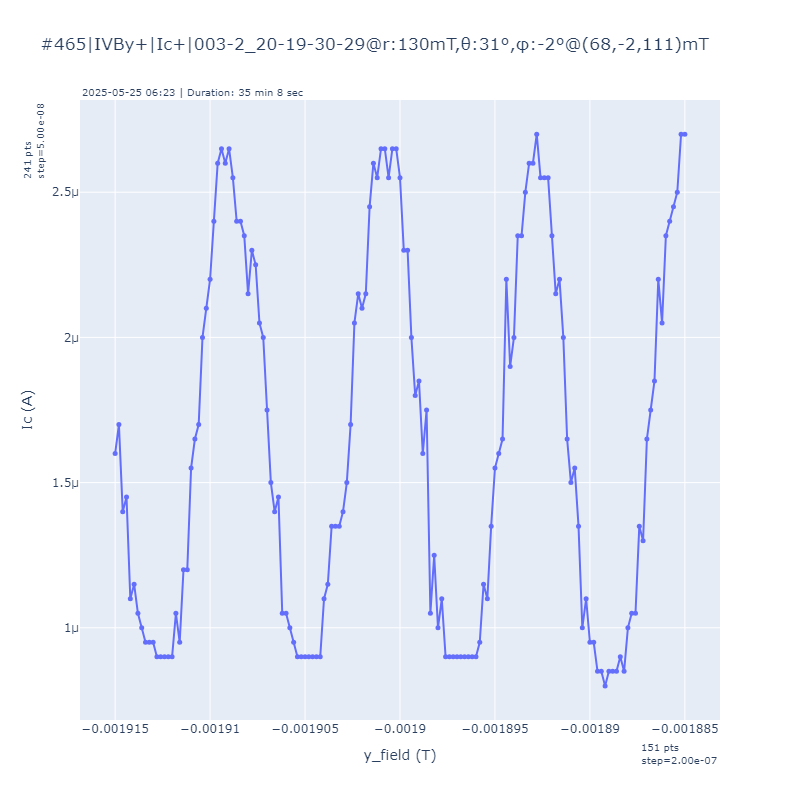 #465|IVBy+|Ic+|003-2_20-19-30-29@r:130mT,θ:31º,φ:-2º@(68,-2,111)mT
2025-05-25 06:23 | Duration: 35 min 8 sec
241 pts
step=5.00e-08
2.5μ
2μ
1.5μ
1μ
Ic (A)
−0.001915
−0.00191
−0.001905
−0.0019
−0.001895
−0.00189
−0.001885
y_field (T)
151 pts
step=2.00e-07